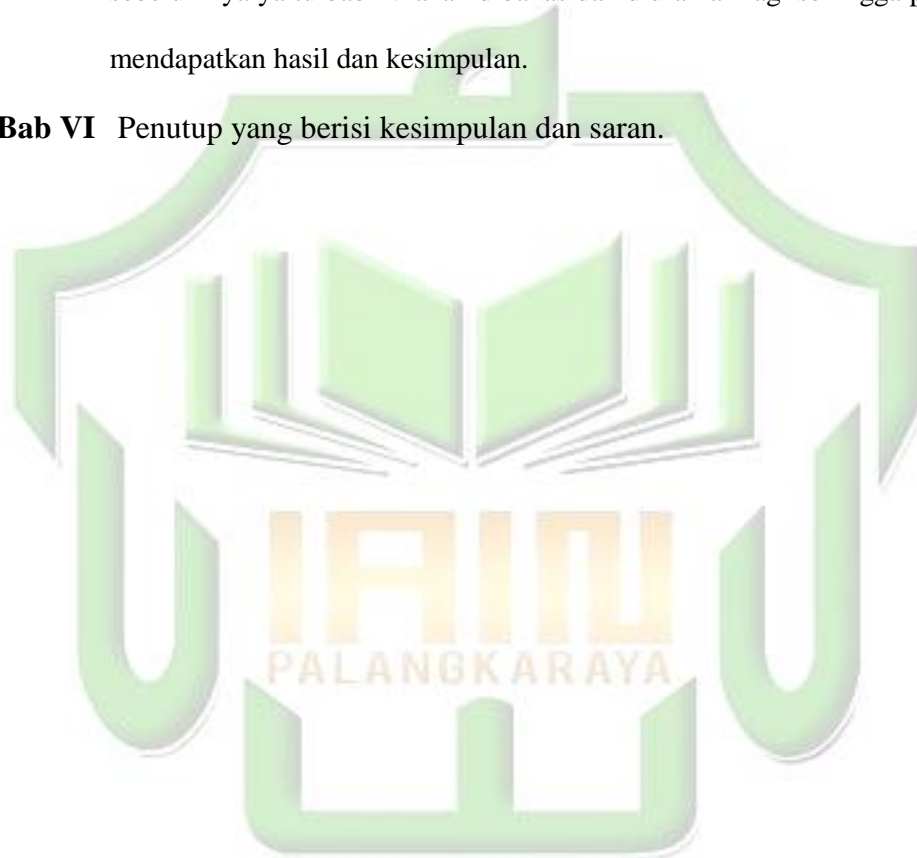 mendapatkan hasil dan kesimpulan.
Bab VI Penutup yang berisi kesimpulan dan saran.
IAIN
PALANGKARAYA